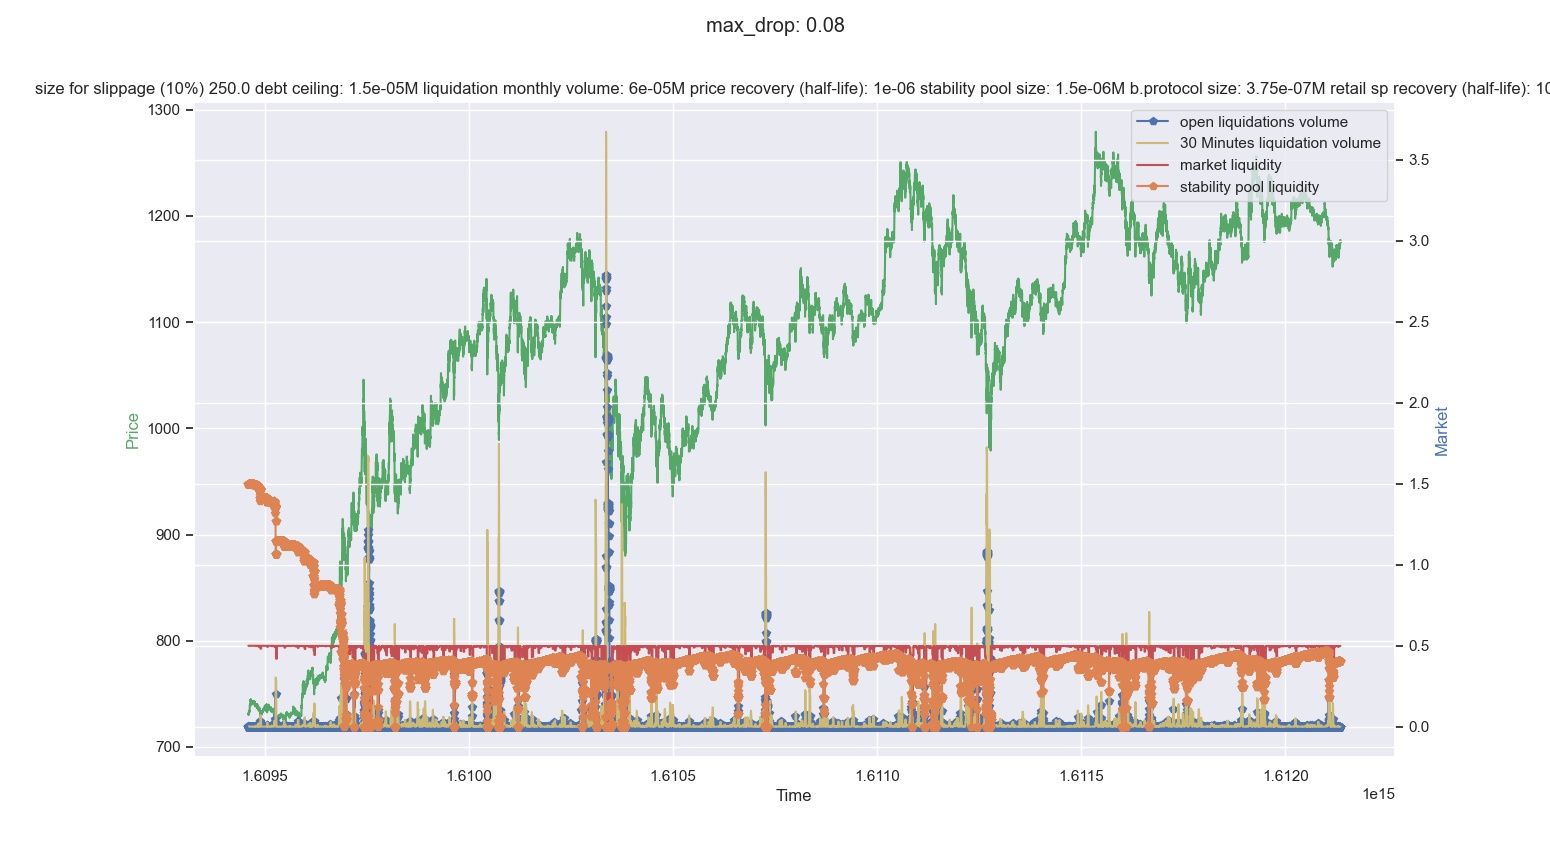 max_drop: 0.08
size for slippage (10%) 250.0 debt ceiling: 1.5e-05M liquidation monthly volume: 6e-05M price recovery (half-life): 1e-06 stability pool size: 1.5e-06M b.protocol size: 3.75e-07M retail sp recovery (half-life): 10
open liquidations volume
30 Minutes liquidation volume
market liquidity
stability pool liquidity
1300
1200
1100
1000
900
800
700
Price
3.5
3.0
2.5
2.0
1.5
1.0
0.5
0.0
Market
1.6095 1.6100 1.6105 1.6110 1.6115 1.6120
1e15
Time